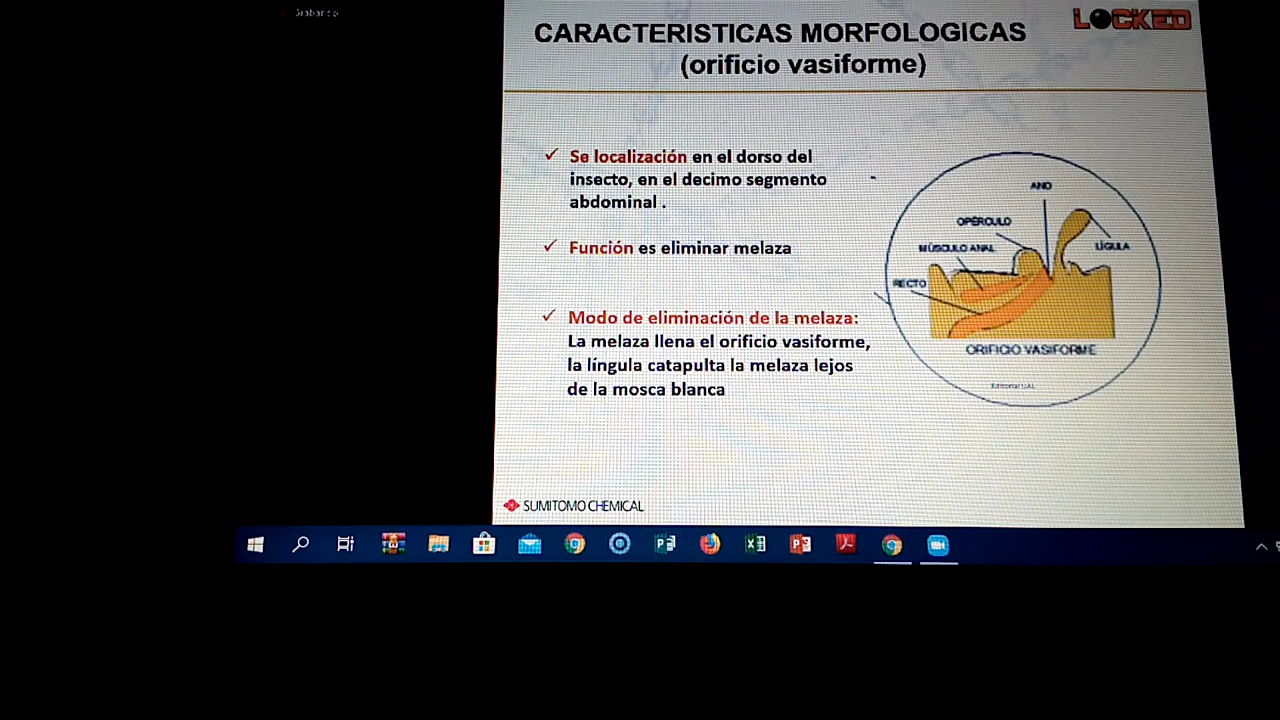 LOCKED
CARACTERISTICAS MORFOLOGICAS
(orificio vasiforme)
Se localización en el dorso del
insecto, en el decimo segmento
abdominal .
Función es eliminar melaza
Modo de eliminación de la melaza:
La melaza llena el orificio vasiforme,
la língula catapulta la melaza lejos
de la mosca blanca
ANO
OPÉRCULO
MÚSCULO ANAL
LÍGULA
RECTO
ORIFICIO VASIFORME
Editorial UAL
SUMITOMO CHEMICAL